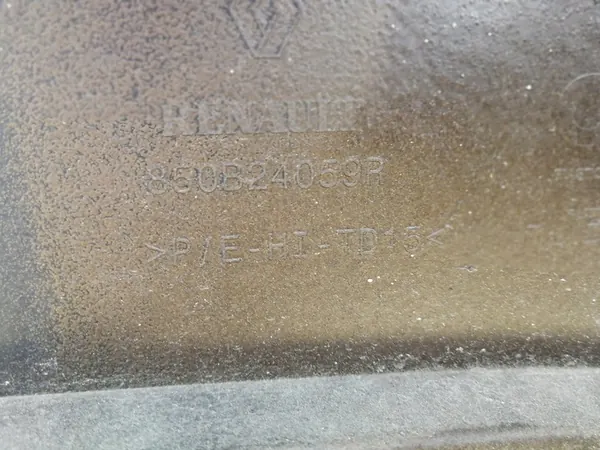 RENAULT
850B24059R
>P/E-HI-TD15<